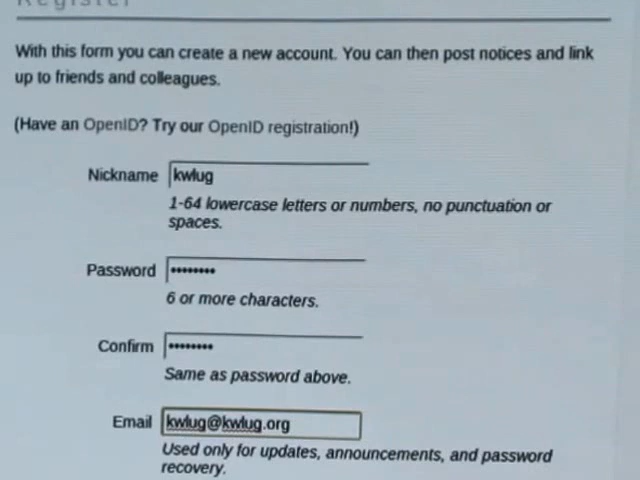 Register
With this form you can create a new account. You can then post notices and link
up to friends and colleagues.
(Have an OpenID? Try our OpenID registration!)
Nickname kwlug
1-64 lowercase letters or numbers, no punctuation or
spaces.
Password ••••••••
6 or more characters.
Confirm ••••••••
Same as password above.
Email kwlug@kwlug.org
Used only for updates, announcements, and password
recovery.